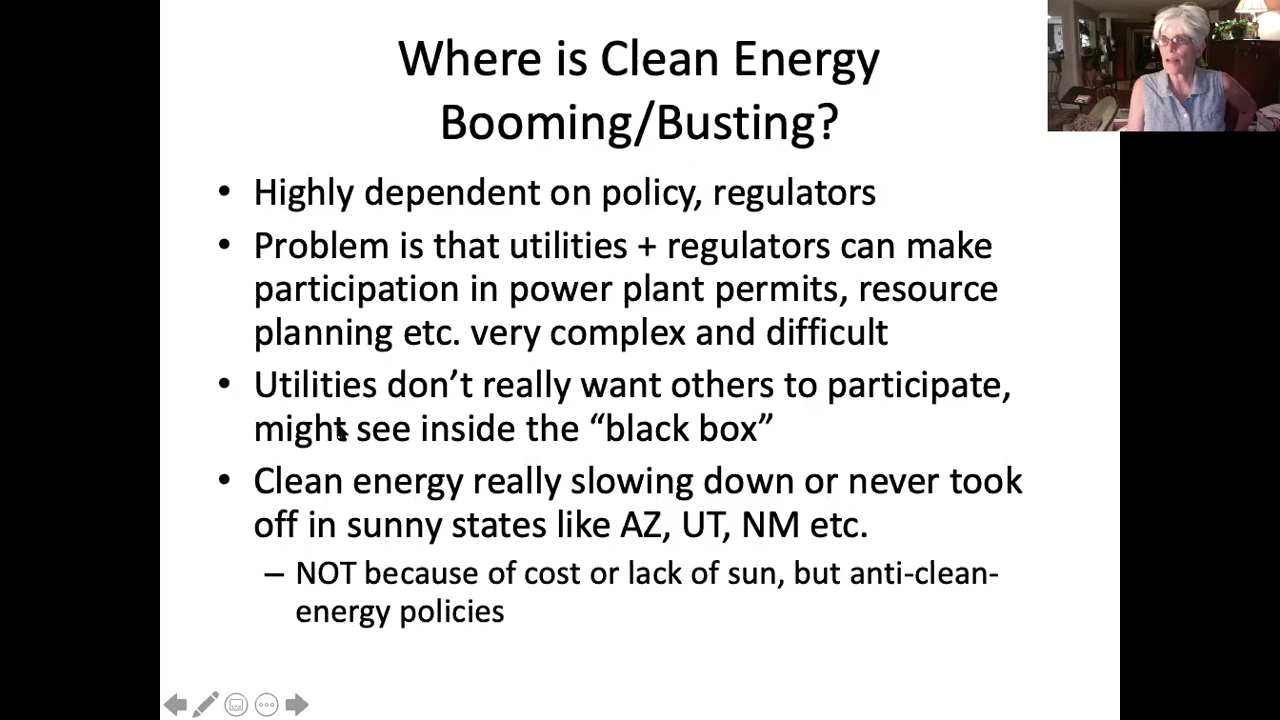 Where is Clean Energy
Booming/Busting?
• Highly dependent on policy, regulators
• Problem is that utilities + regulators can make
participation in power plant permits, resource
planning etc. very complex and difficult
• Utilities don’t really want others to participate,
might see inside the “black box”
• Clean energy really slowing down or never took
off in sunny states like AZ, UT, NM etc.
– NOT because of cost or lack of sun, but anti-clean-
energy policies